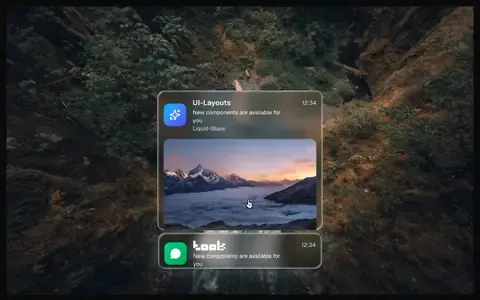 UI-Layouts 12:34
New components are available for
you
Liquid-Glass
took 12:34
New components are available for
you